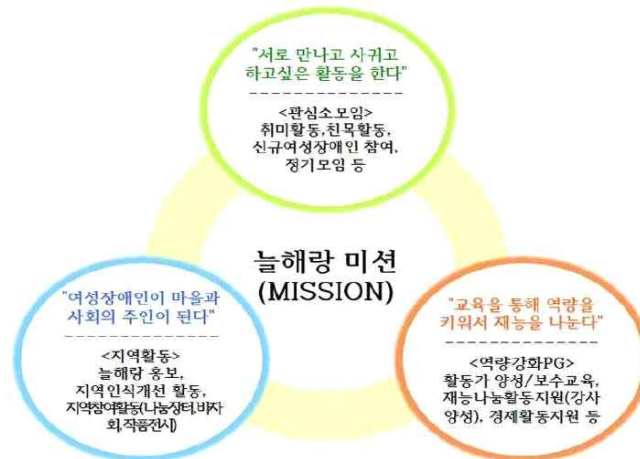 "서로 만나고 사귀고
하고싶은 활동을 한다"
<관심소모임>
취미활동,친목활동,
신규여성장애인 참여,
정기모임 등
늘해랑 미션
(MISSION)
"여성장애인이 마을과
사회의 주인이 된다"
<지역활동>
늘해랑 홍보,
지역인식개선 활동,
지역참여활동(나눔장터,바자
회,작품전시)
"교육을 통해 역량을
키워서 재능을 나눈다"
<역량강화PG>
활동가 양성/보수교육,
재능나눔활동지원(강사
양성), 경제활동지원 등